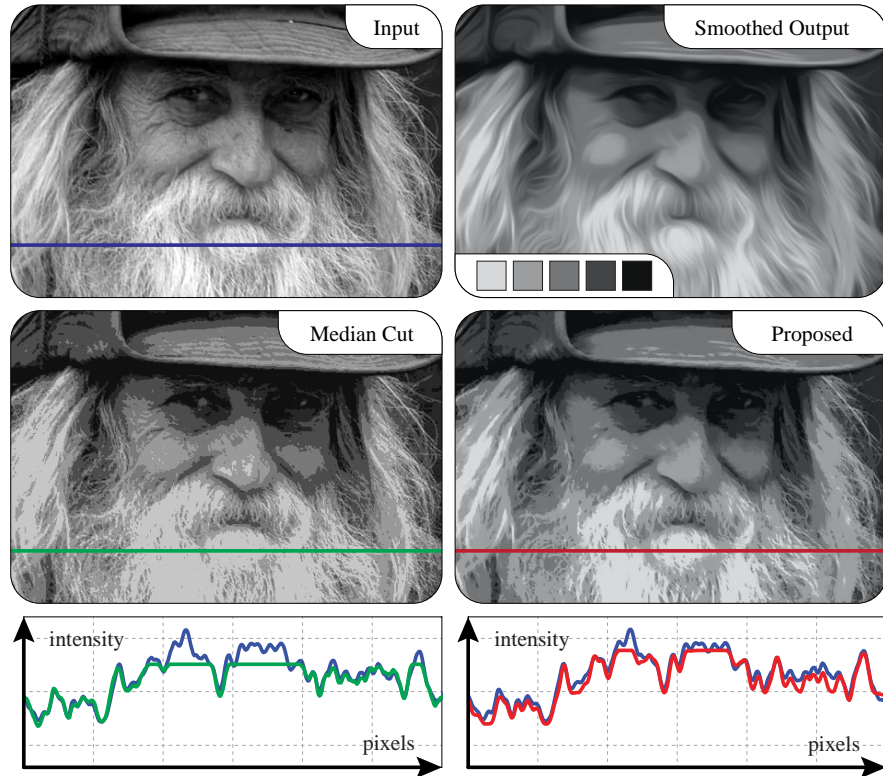 Input
Smoothed Output
Median Cut
Proposed
intensity
pixels
intensity
pixels